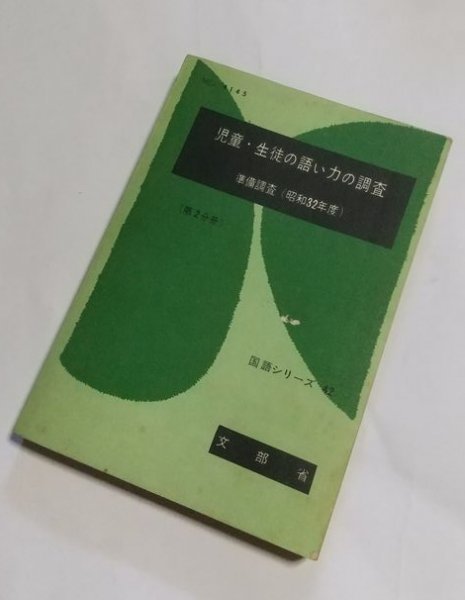 児童・生徒の語い力の調査
準備調査(昭和32年度)
第2分冊
国語シリーズ 42
文部省